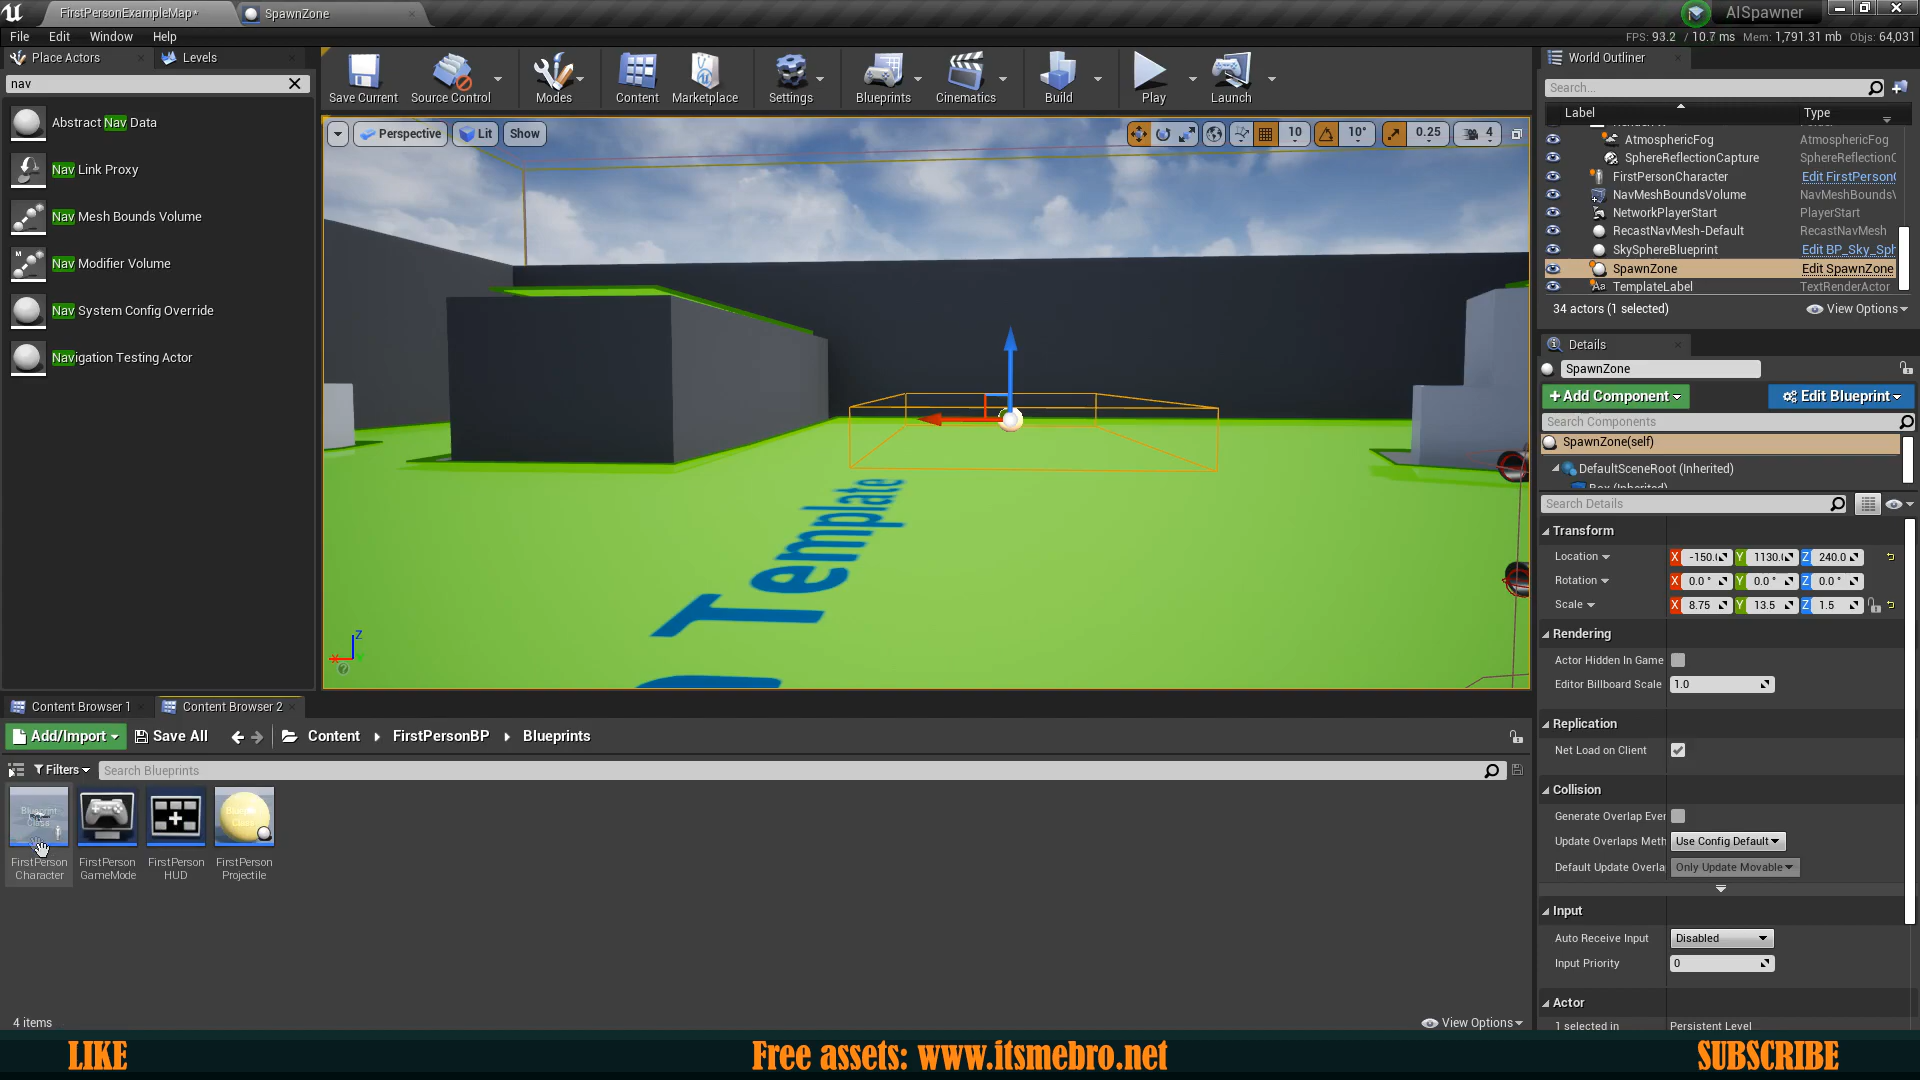 FirstPersonExampleMap*
SpawnZone
AISpawner
File Edit Window Help
FPS: 93.2 / 10.7 ms Mem: 1,791.31 mb Objs: 64,031
Place Actors
Levels
nav
Abstract Nav Data
Nav Link Proxy
Nav Mesh Bounds Volume
Nav Modifier Volume
Nav System Config Override
Navigation Testing Actor
Save Current
Source Control
Modes
Content
Marketplace
Settings
Blueprints
Cinematics
Build
Play
Launch
Perspective
Lit
Show
10
10°
0.25
4
Template
Z
World Outliner
Search...
Label Type
AtmosphericFog AtmosphericFog
SphereReflectionCapture SphereReflectionC
FirstPersonCharacter Edit FirstPerson(
NavMeshBoundsVolume NavMeshBoundsV
NetworkPlayerStart PlayerStart
RecastNavMesh-Default RecastNavMesh
SkySphereBlueprint Edit BP_Sky_Sph
SpawnZone Edit SpawnZone
TemplateLabel TextRenderActor
34 actors (1 selected)
View Options
Details
SpawnZone
+Add Component
Edit Blueprint
Search Components
SpawnZone(self)
DefaultSceneRoot (Inherited)
Box (Inherited)
Search Details
Transform
Location X -150.( Y 1130.( Z 240.0
Rotation X 0.0 ° Y 0.0 ° Z 0.0 °
Scale X 8.75 Y 13.5 Z 1.5
Rendering
Actor Hidden In Game
Editor Billboard Scale 1.0
Replication
Net Load on Client
Collision
Generate Overlap Even
Update Overlaps Meth Use Config Default
Default Update Overla Only Update Movable
Input
Auto Receive Input Disabled
Input Priority 0
Actor
1 selected in Persistent Level
Content Browser 1
Content Browser 2
Add/Import
Save All
Content
FirstPersonBP
Blueprints
Filters
Search Blueprints
FirstPerson
Character
FirstPerson
GameMode
FirstPerson
HUD
FirstPerson
Projectile
4 items
View Options
LIKE
Free assets: www.itsmebro.net
SUBSCRIBE